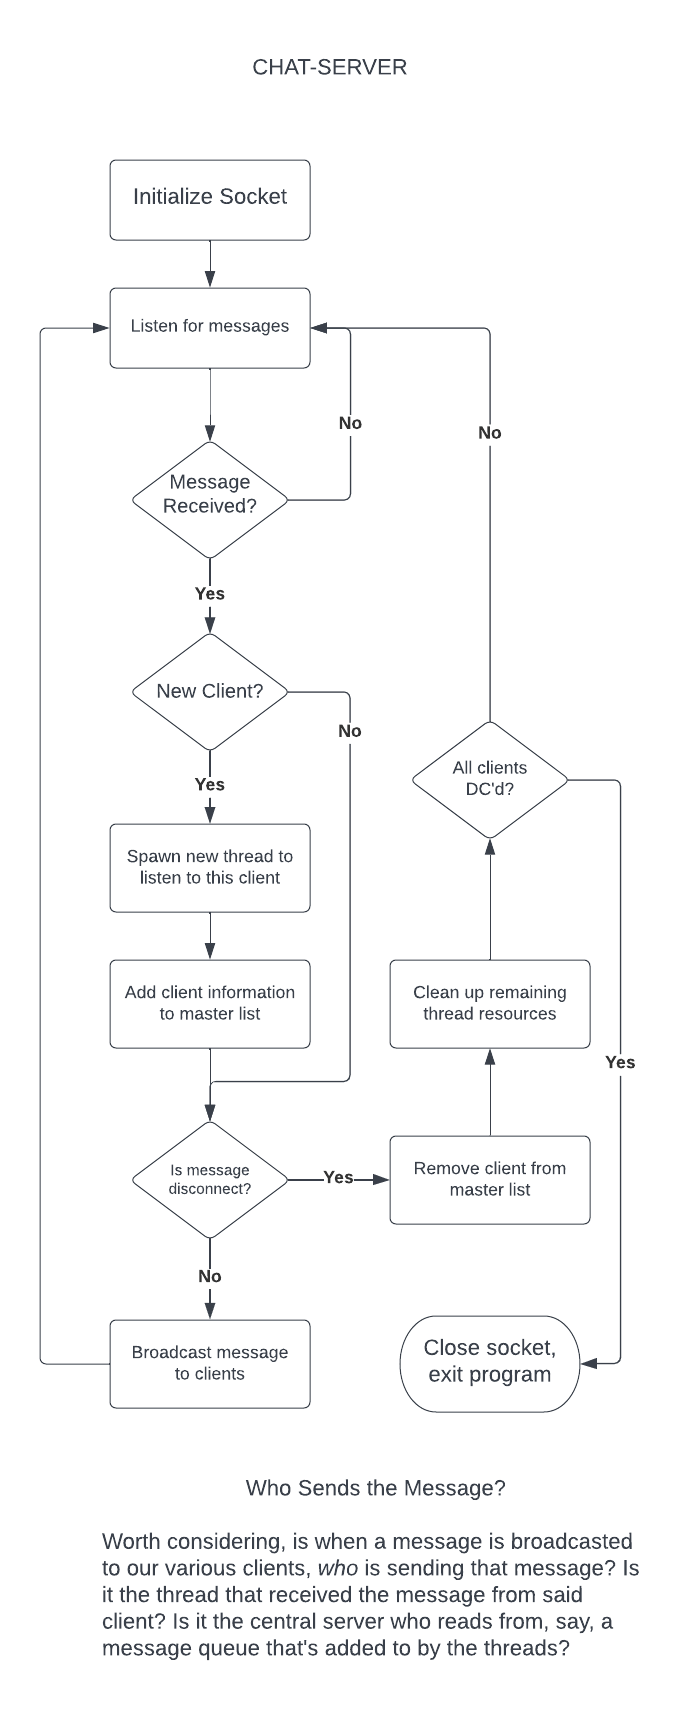 CHAT-SERVER
Initialize Socket
Listen for messages
No
No
Message
Received?
Yes
New Client?
No
Yes
All clients
DC'd?
Spawn new thread to
listen to this client
Add client information
to master list
Clean up remaining
thread resources
Yes
Is message
disconnect?
Yes
Remove client from
master list
No
Broadcast message
to clients
Close socket,
exit program
Who Sends the Message?
Worth considering, is when a message is broadcasted
to our various clients, who is sending that message? Is
it the thread that received the message from said
client? Is it the central server who reads from, say, a
message queue that's added to by the threads?